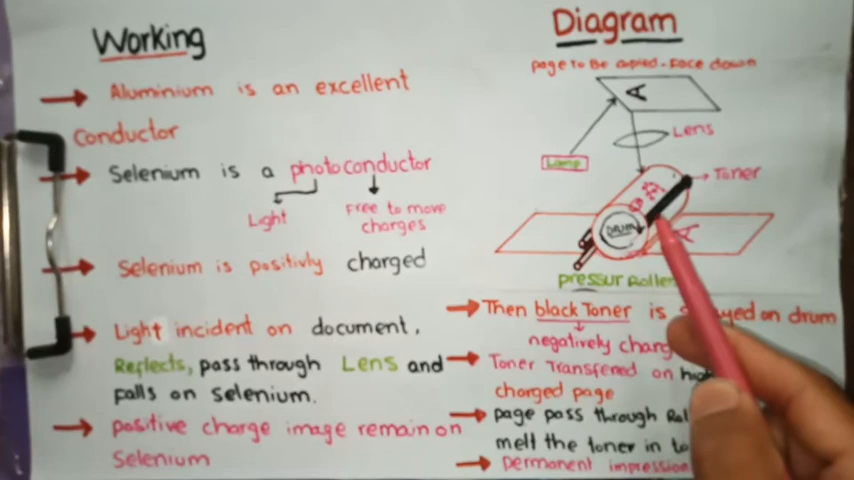 Working
Aluminium is an excellent
Conductor
Selenium is a photoconductor
Light
Free to move
charges
Selenium is positivly charged
Light incident on document.
Reflects, pass through Lens and
falls on selenium.
positive charge image remain on
Selenium
Diagram
page to be copied-Face down
A
Lens
Lamp
Toner
DRUM
A
pressur Roller
Then black Toner is on drum
negatively
Toner Transfered on
charged page
page pass through
melt the toner in
permanent impression